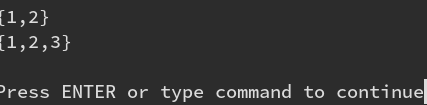 {1,2}
{1,2,3}
Press ENTER or type command to continue